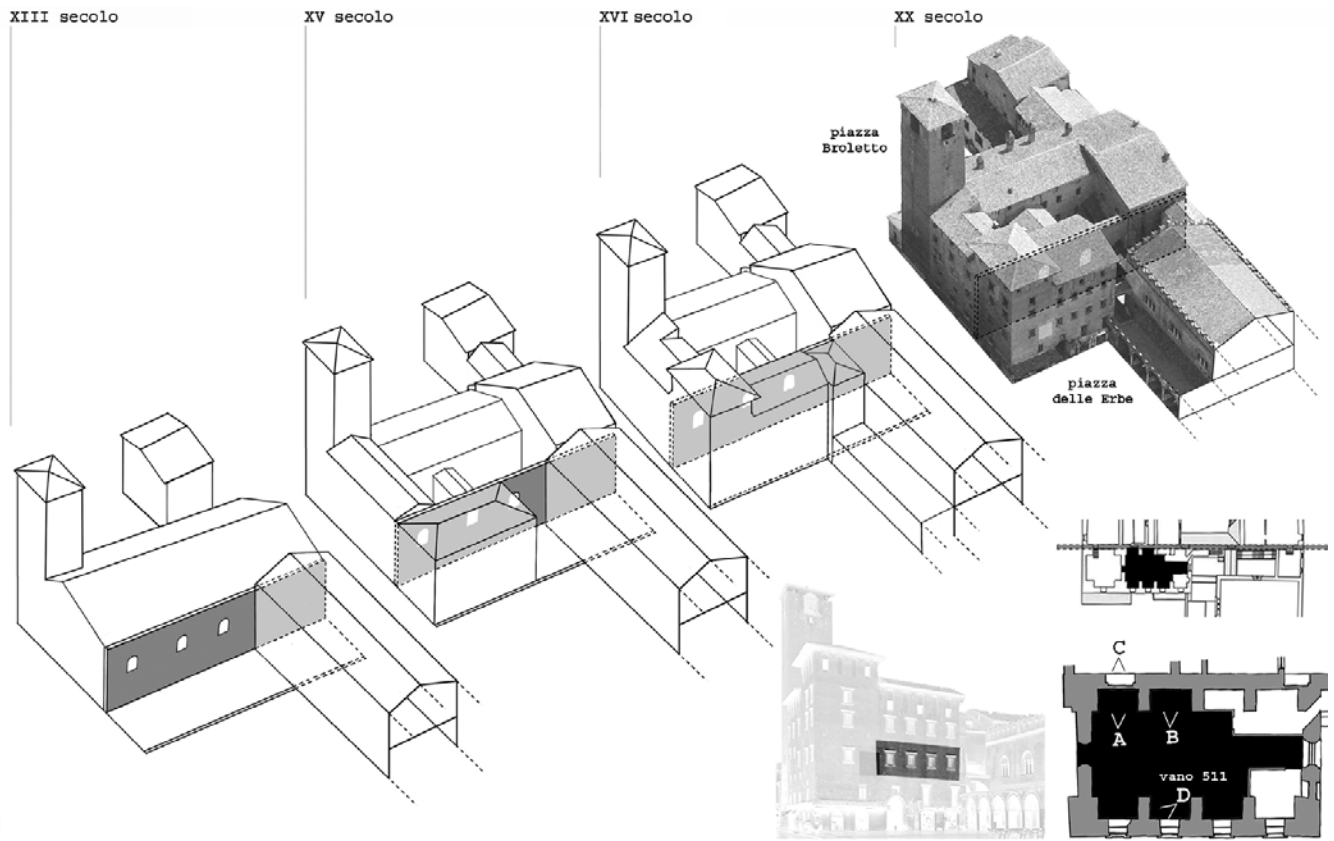 XIII secolo
XV secolo
XVI secolo
XX secolo
piazza
Broletto
piazza
delle Erbe
C
A
B
vano 511
D